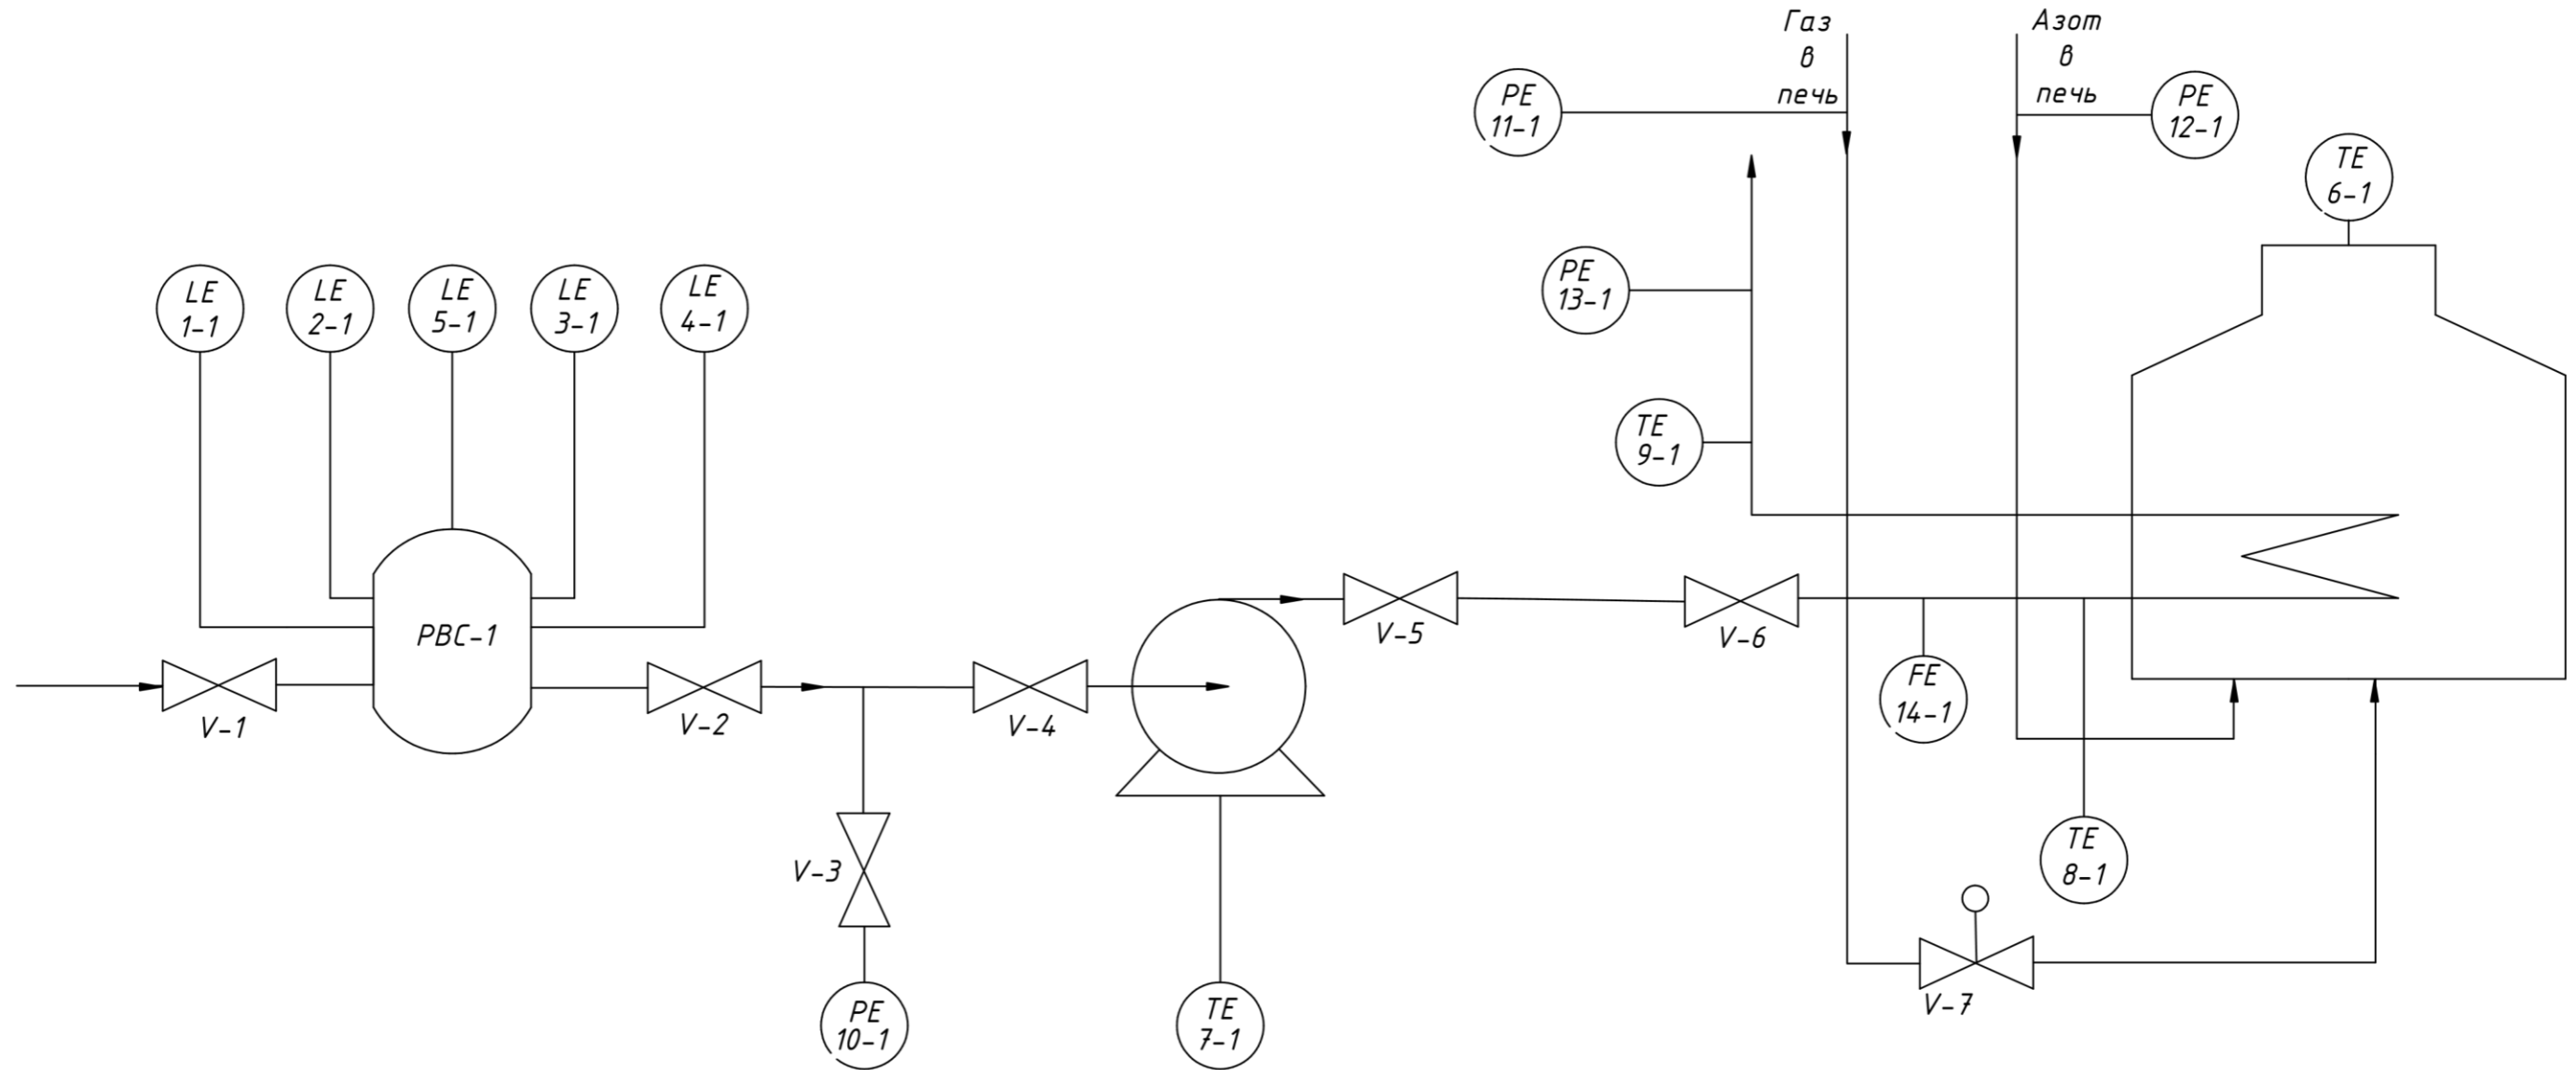 Газ
в
печь
Азот
в
печь
PE
11-1
PE
12-1
TE
6-1
PE
13-1
LE
1-1
LE
2-1
LE
5-1
LE
3-1
LE
4-1
TE
9-1
РВС-1
V-1
V-2
V-4
V-5
V-6
FE
14-1
V-3
TE
8-1
PE
10-1
TE
7-1
V-7